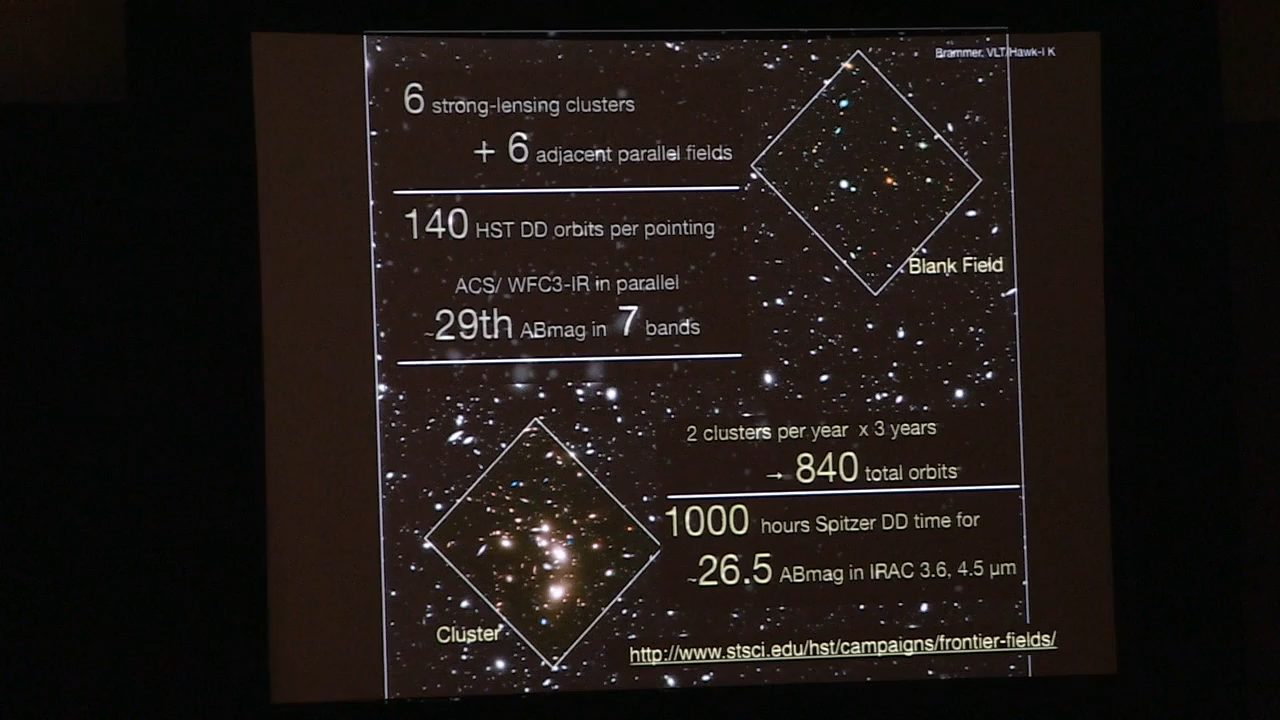 Brammer, VLT/Hawk-I K
6 strong-lensing clusters
+ 6 adjacent parallel fields
140 HST DD orbits per pointing
ACS/ WFC3-IR in parallel
~29th ABmag in 7 bands
Blank Field
2 clusters per year x 3 years
→ 840 total orbits
1000 hours Spitzer DD time for
~26.5 ABmag in IRAC 3.6, 4.5 μm
Cluster
http://www.stsci.edu/hst/campaigns/frontier-fields/